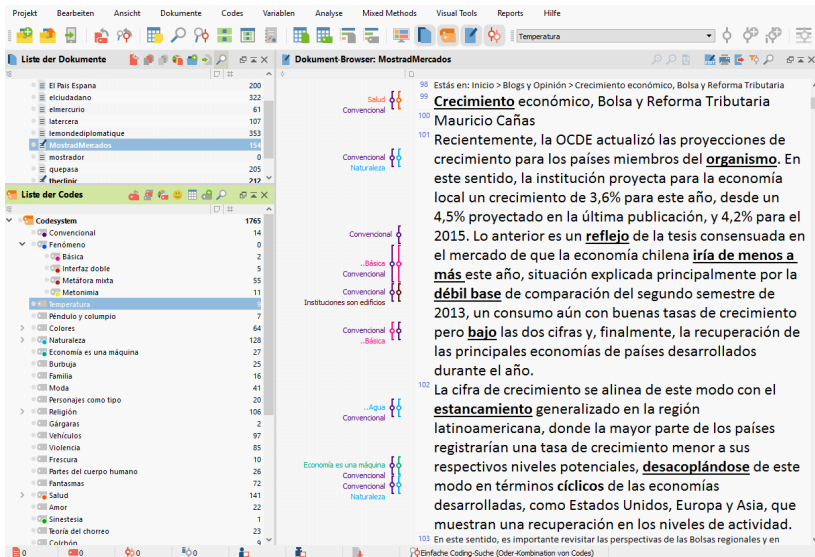 Projekt Bearbeiten Ansicht Dokumente Codes Variablen Analyse Mixed Methods Visual Tools Reports Hilfe
Temperatura
Liste der Dokumente
El Pais Espana 200
elciudadano 322
elmercurio 61
latercera 107
lemondediplomatique 353
MostradMercados 154
mostrador 0
quepasa 205
theclinic 212
Liste der Codes
Codesystem 1765
Convencional 14
Fenómeno 0
Básica 2
Interfaz doble 5
Metáfora mixta 55
Metonimia 11
Temperatura 9
Péndulo y columpio 7
Colores 64
Naturaleza 128
Economía es una máquina 27
Burbuja 25
Familia 16
Moda 41
Personajes como tipo 20
Religión 106
Gárgaras 2
Vehículos 97
Violencia 85
Frescura 10
Partes del cuerpo humano 26
Fantasmas 72
Salud 141
Amor 22
Sinestesia 1
Teoría del chorreo 23
Colchón 9
Dokument-Browser: MostradMercados
Salud
Convencional
Convencional
Naturaleza
Convencional
..Básica
Convencional
Convencional
Instituciones son edificios
Convencional
..Básica
..Agua
Convencional
Economía es una máquina
Convencional
Convencional
Naturaleza
98 Estás en: Inicio > Blogs y Opinión > Crecimiento económico, Bolsa y Reforma Tributaria
99 Crecimiento económico, Bolsa y Reforma Tributaria
100 Mauricio Cañas
101 Recientemente, la OCDE actualizó las proyecciones de
crecimiento para los países miembros del organismo. En
este sentido, la institución proyecta para la economía
local un crecimiento de 3,6% para este año, desde un
4,5% proyectado en la última publicación, y 4,2% para el
2015. Lo anterior es un reflejo de la tesis consensuada en
el mercado de que la economía chilena iría de menos a
más este año, situación explicada principalmente por la
débil base de comparación del segundo semestre de
2013, un consumo aún con buenas tasas de crecimiento
pero bajo las dos cifras y, finalmente, la recuperación de
las principales economías de países desarrollados
durante el año.
102 La cifra de crecimiento se alinea de este modo con el
estancamiento generalizado en la región
latinoamericana, donde la mayor parte de los países
registrarían una tasa de crecimiento menor a sus
respectivos niveles potenciales, desacoplándose de este
modo en términos cíclicos de las economías
desarrolladas, como Estados Unidos, Europa y Asia, que
muestran una recuperación en los niveles de actividad.
103 En este sentido, es importante revisitar las perspectivas de las Bolsas regionales y en
0 0 0 0 Einfache Coding-Suche (Oder-Kombination von Codes)